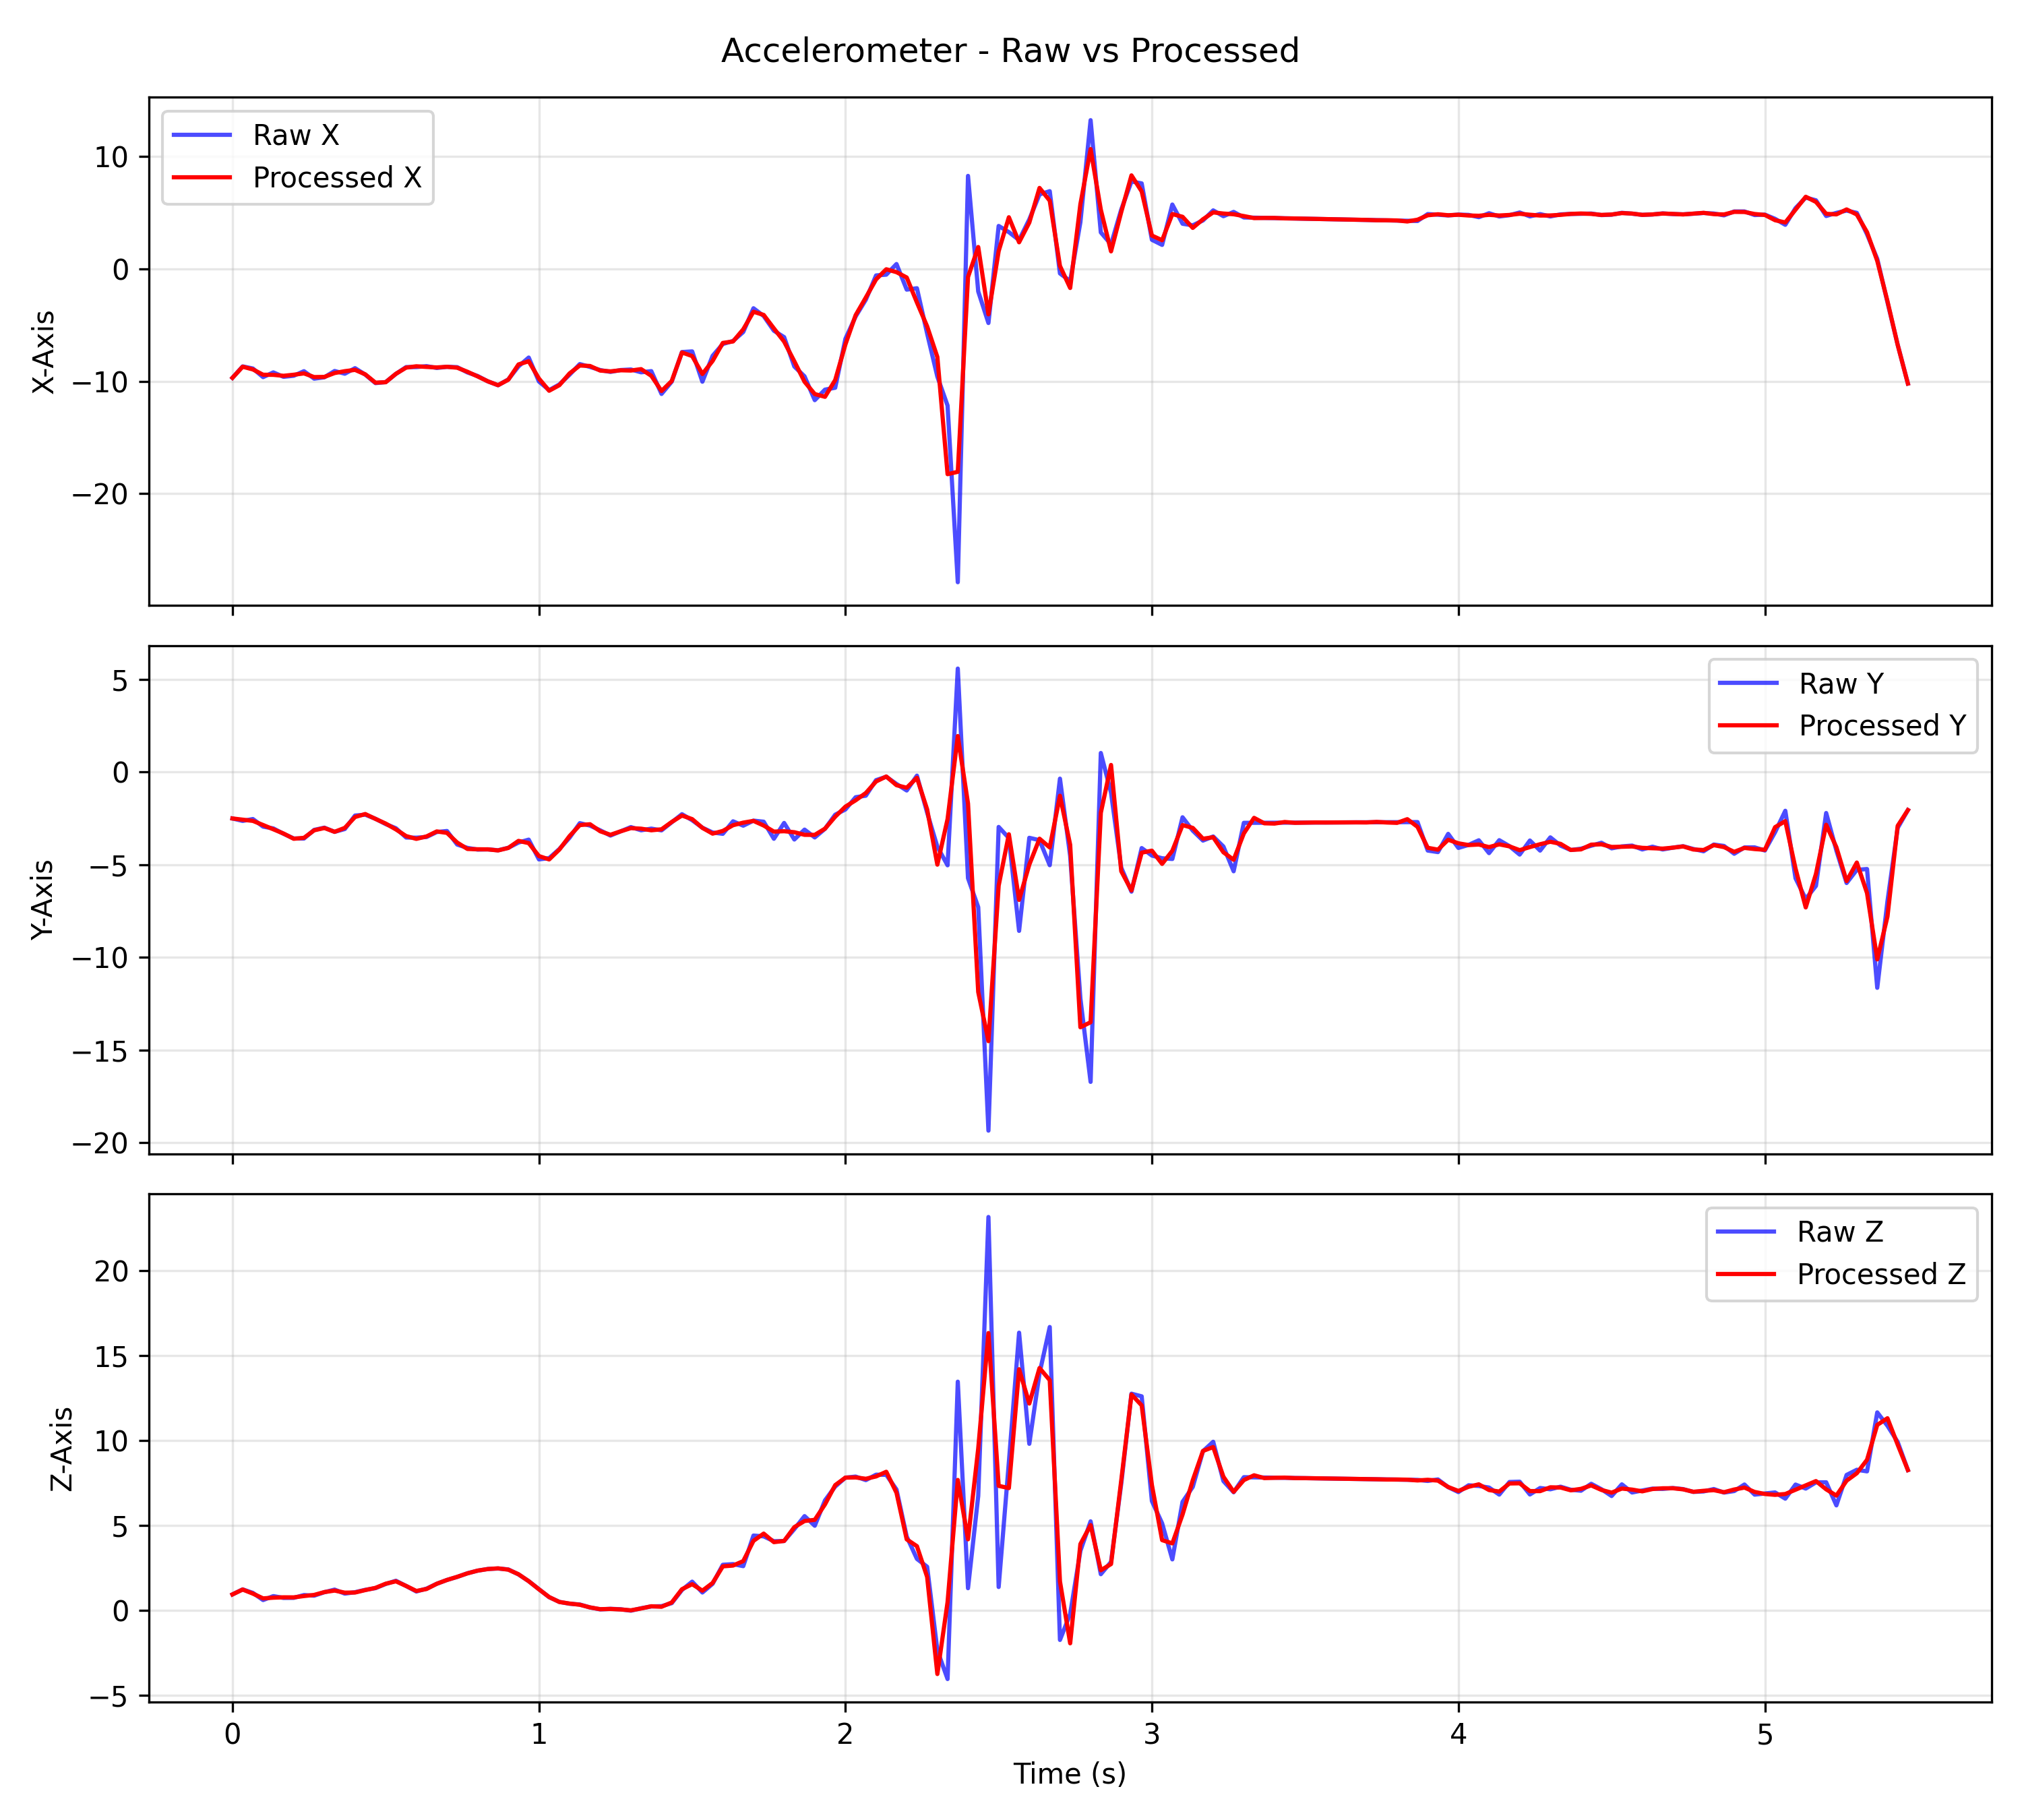 Accelerometer - Raw vs Processed
Raw X
Processed X
10
0
−10
−20
X-Axis
Raw Y
Processed Y
5
0
−5
−10
−15
−20
Y-Axis
Raw Z
Processed Z
20
15
10
5
0
−5
Z-Axis
0 1 2 3 4 5
Time (s)